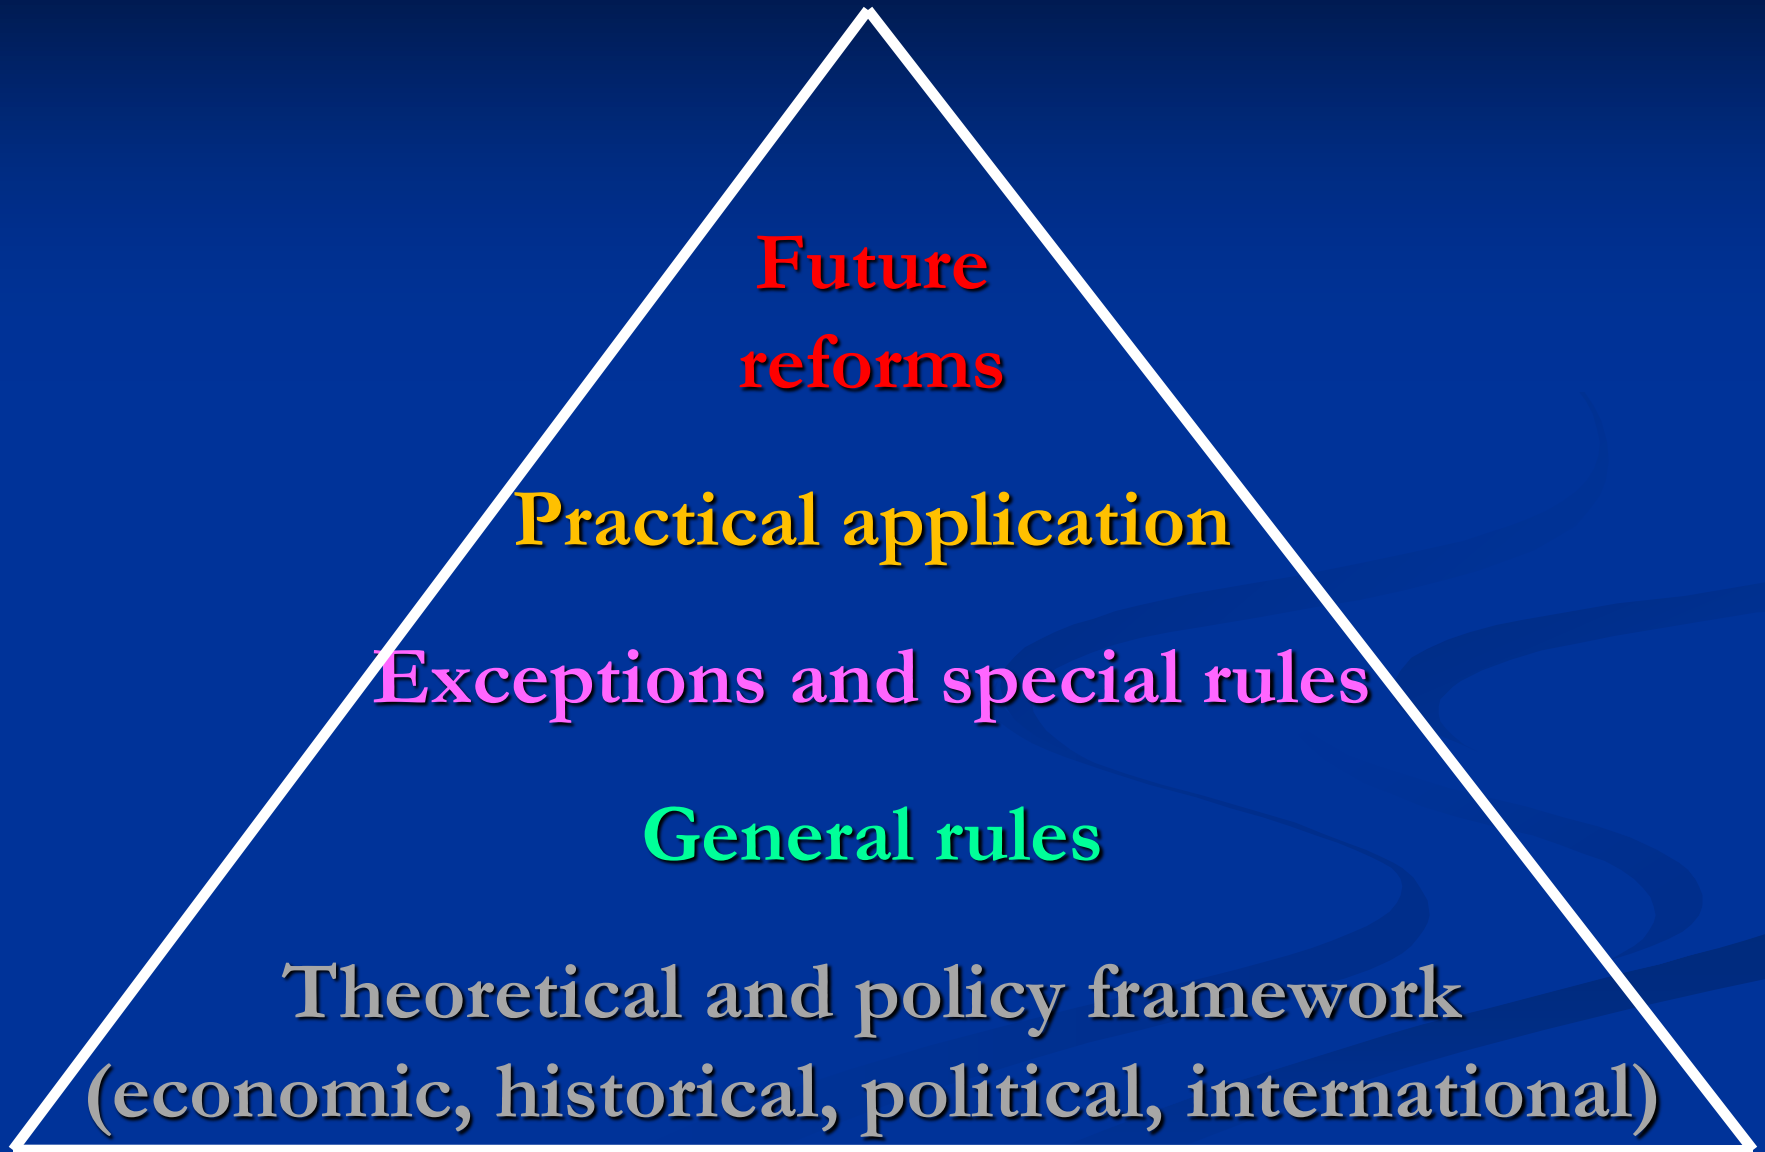 Future
reforms
Practical application
Exceptions and special rules
General rules
Theoretical and policy framework
(economic, historical, political, international)